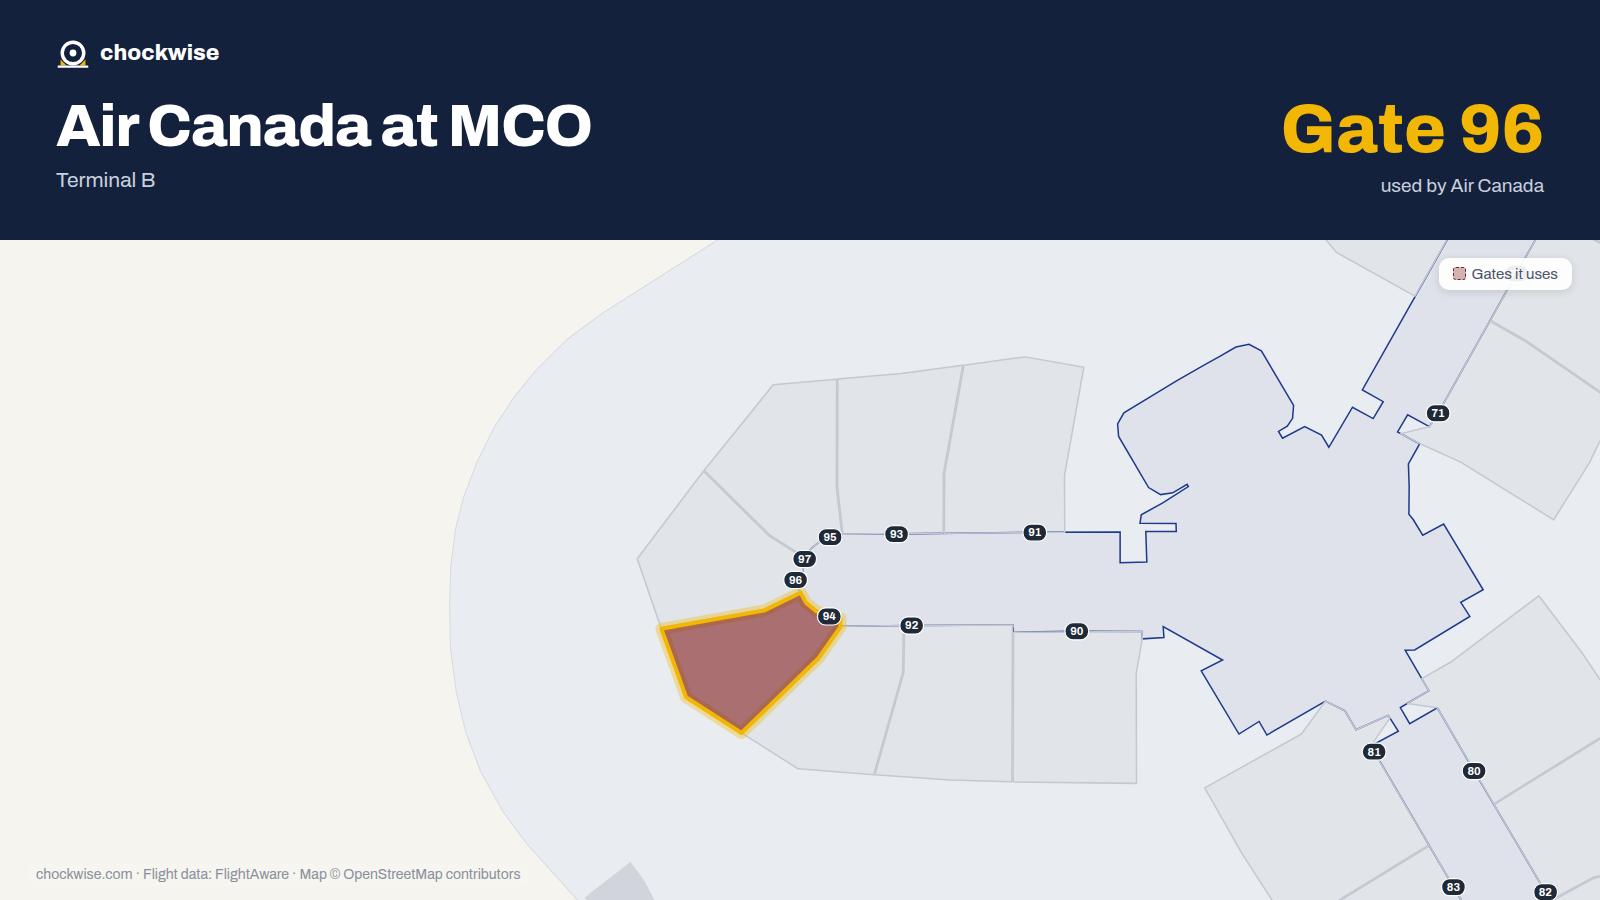 chockwise
Air Canada at MCO
Terminal B
Gate 96
used by Air Canada
Gates it uses
71
95
93
91
97
96
94
92
90
81
80
83
82
chockwise.com · Flight data: FlightAware · Map © OpenStreetMap contributors